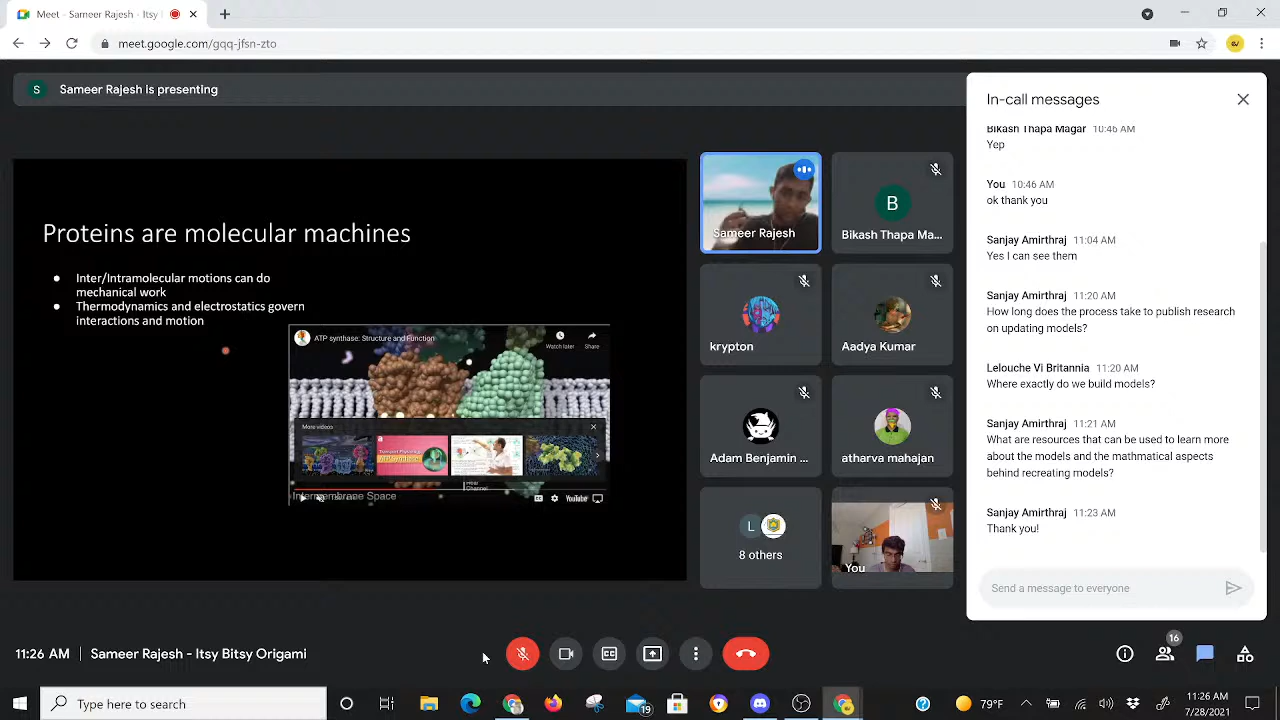 Meet - Sameer Rajesh - Itsy
meet.google.com/gqq-jfsn-zto
S
Sameer Rajesh is presenting
Proteins are molecular machines
Inter/Intramolecular motions can do
mechanical work
Thermodynamics and electrostatics govern
interactions and motion
ATP synthase: Structure and Function
Watch later
Share
More videos
Intermembrane Space
YouTube
Sameer Rajesh
B
Bikash Thapa Ma...
krypton
Aadya Kumar
Adam Benjamin ...
atharva mahajan
L
8 others
You
In-call messages
Bikash Thapa Magar 10:46 AM
Yep
You 10:46 AM
ok thank you
Sanjay Amirthraj 11:04 AM
Yes I can see them
Sanjay Amirthraj 11:20 AM
How long does the process take to publish research
on updating models?
Lelouche Vi Britannia 11:20 AM
Where exactly do we build models?
Sanjay Amirthraj 11:21 AM
What are resources that can be used to learn more
about the models and the mathmatical aspects
behind recreating models?
Sanjay Amirthraj 11:23 AM
Thank you!
Send a message to everyone
11:26 AM | Sameer Rajesh - Itsy Bitsy Origami
16
Type here to search
19
79°F
11:26 AM
7/28/2021